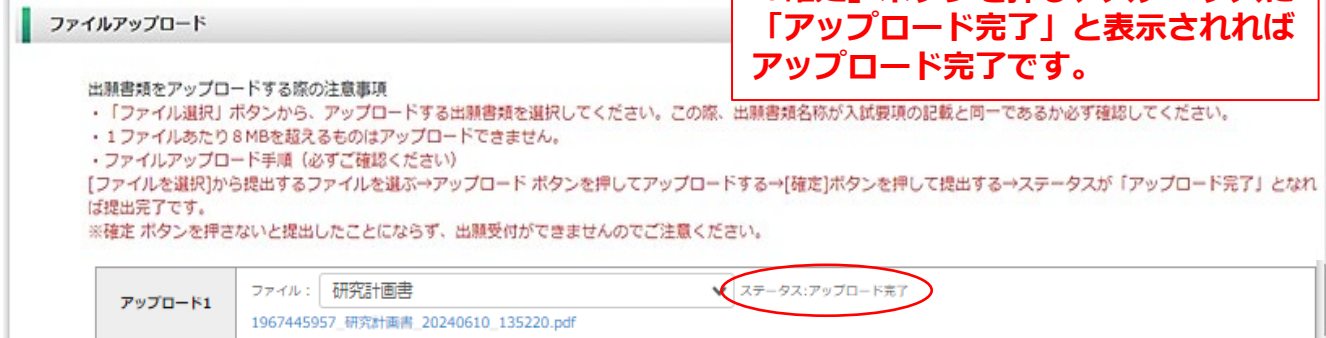 ファイルアップロード
「アップロード完了」と表示されれば
アップロード完了です。
出願書類をアップロードする際の注意事項
・「ファイル選択」ボタンから、アップロードする出願書類を選択してください。この際、出願書類名称が入試要項の記載と同一であるか必ず確認してください。
・１ファイルあたり８MBを超えるものはアップロードできません。
・ファイルアップロード手順（必ずご確認ください）
[ファイルを選択]から提出するファイルを選ぶ→アップロード ボタンを押してアップロードする→[確定]ボタンを押して提出する→ステータスが「アップロード完了」となれ
ば提出完了です。
※確定 ボタンを押さないと提出したことにならず、出願受付ができませんのでご注意ください。
アップロード1
ファイル： 研究計画書 ステータス:アップロード完了
1967445957_研究計画書_20240610_135220.pdf